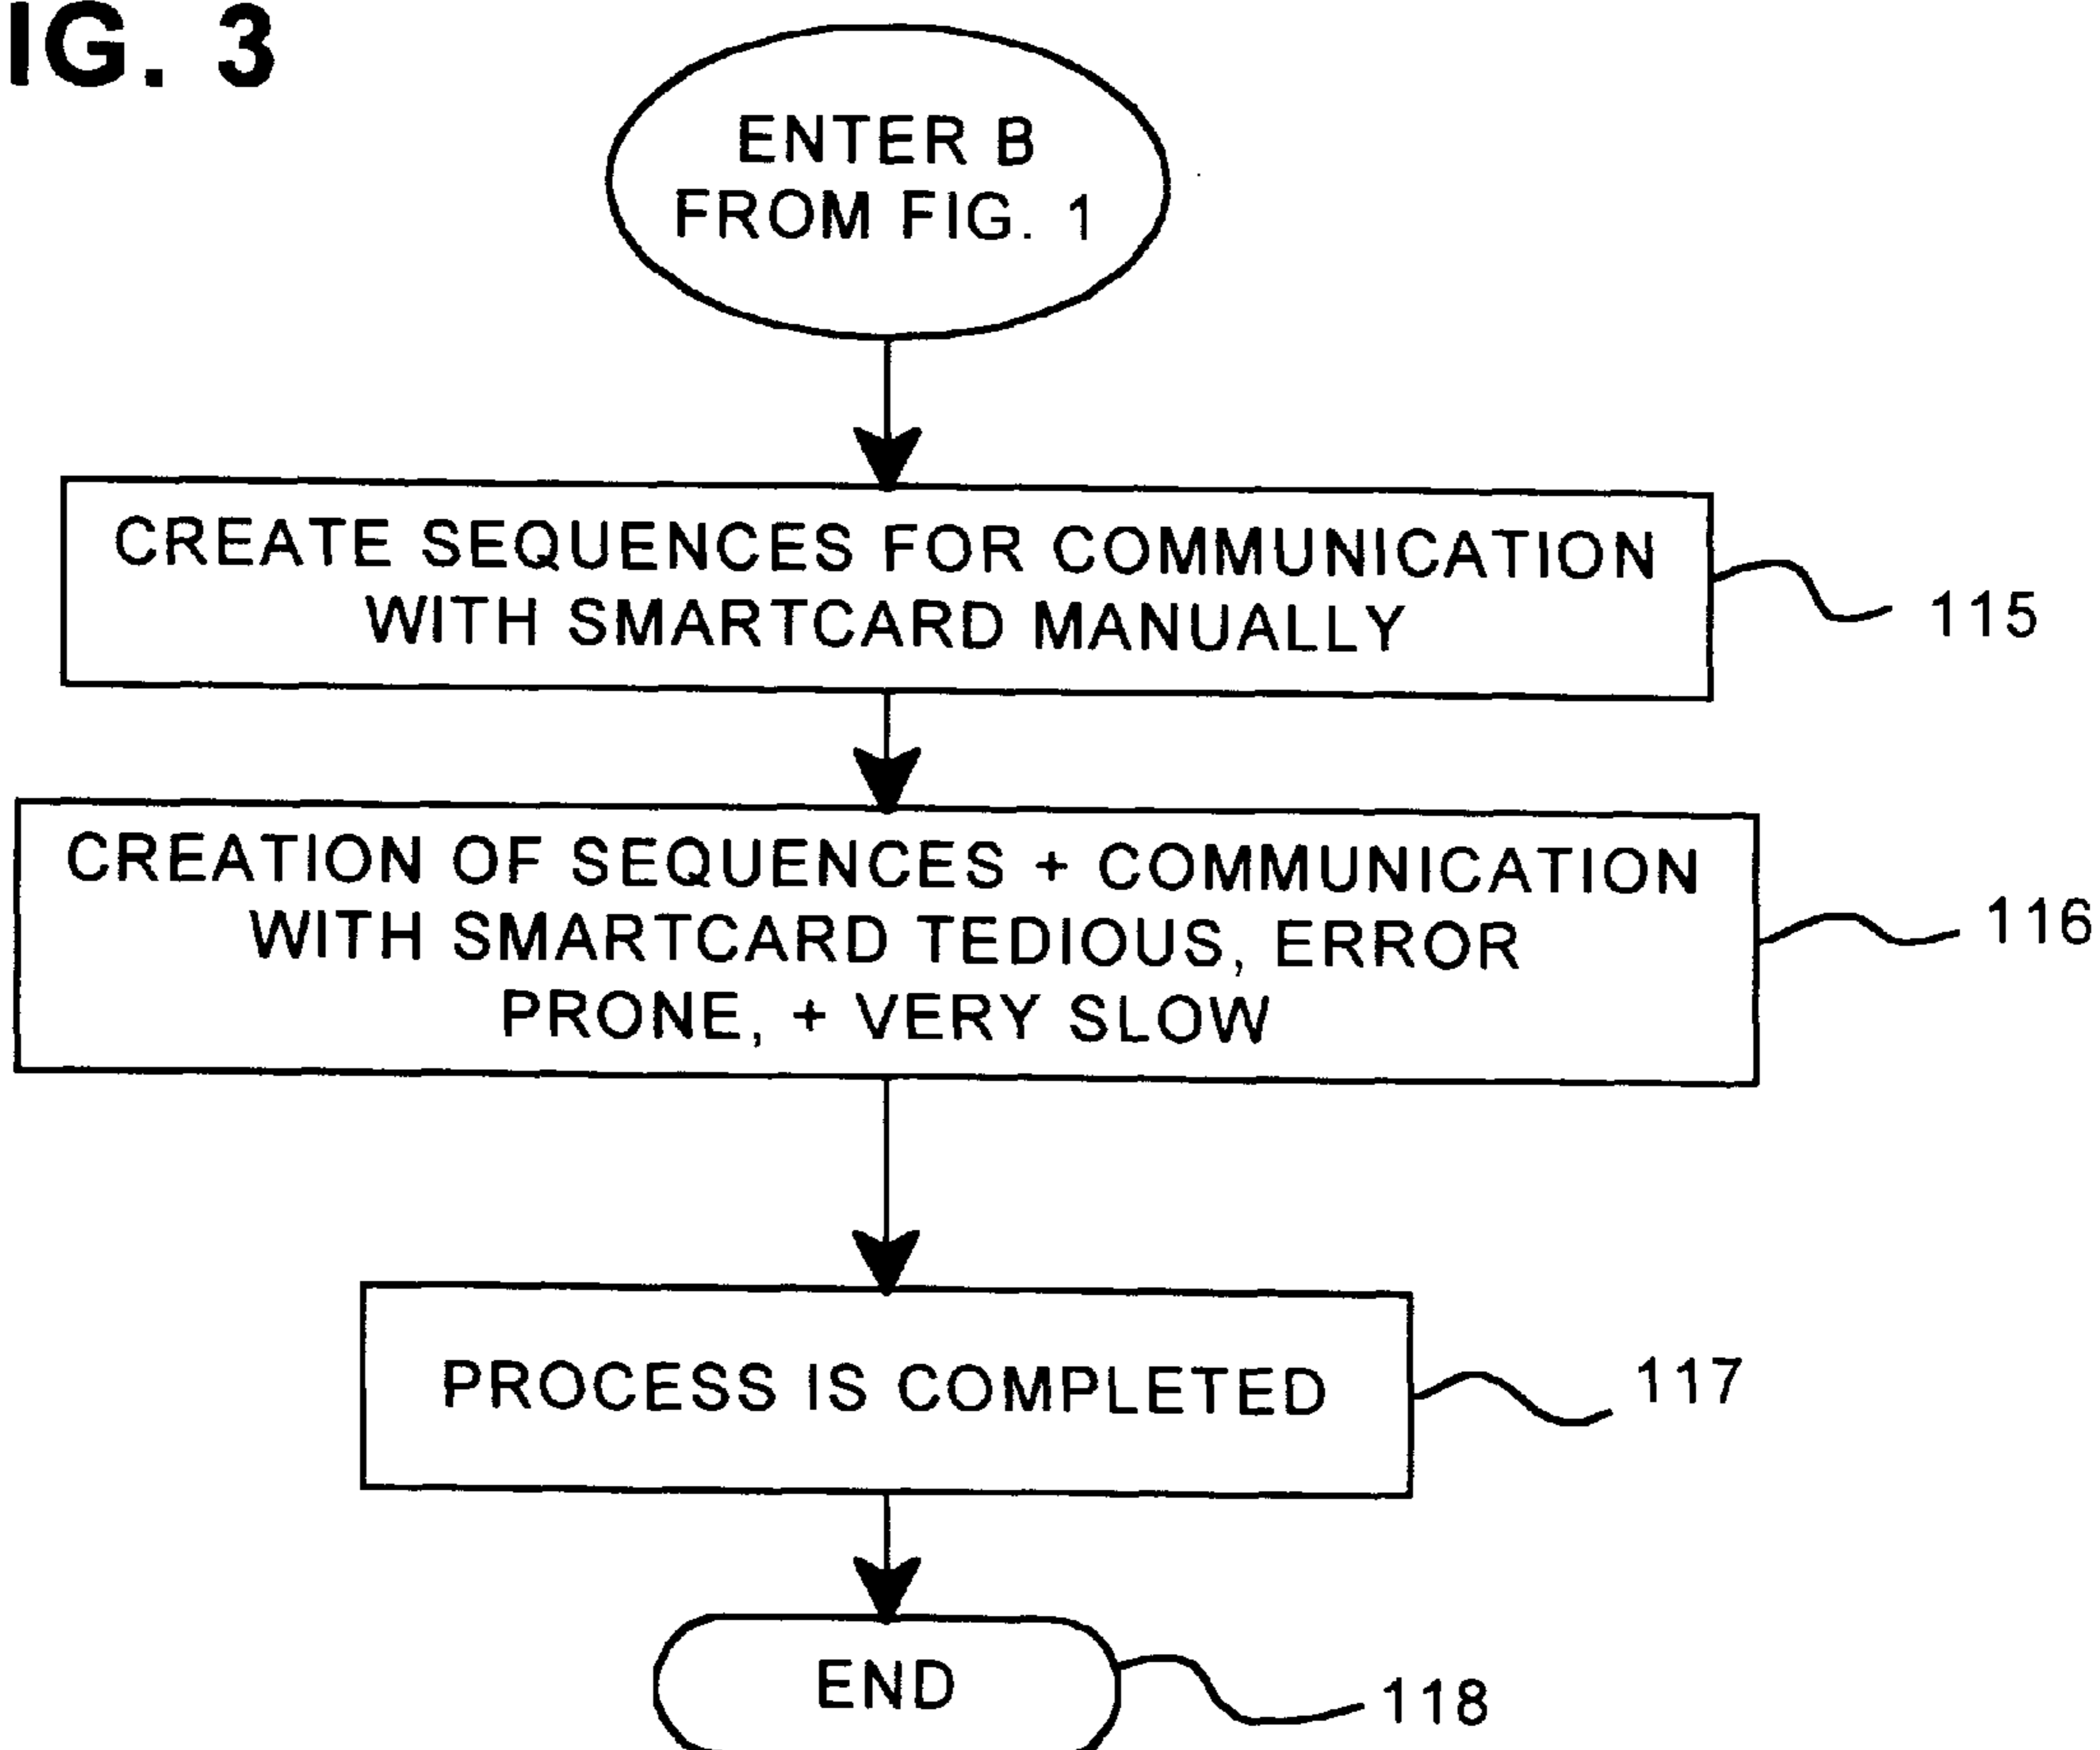 IG. 3
ENTER B
FROM FIG. 1
CREATE SEQUENCES FOR COMMUNICATION
WITH SMARTCARD MANUALLY
115
CREATION OF SEQUENCES + COMMUNICATION
WITH SMARTCARD TEDIOUS, ERROR
PRONE, + VERY SLOW
116
PROCESS IS COMPLETED
117
END
118